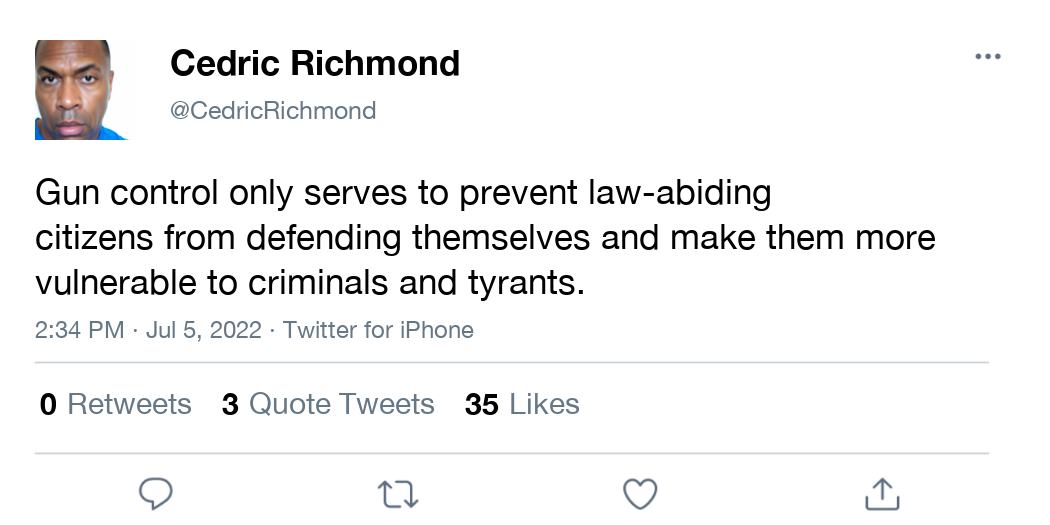 Cedric Richmond
@CedricRichmond
Gun control only serves to prevent law-abiding
citizens from defending themselves and make them more
vulnerable to criminals and tyrants.
2:34 PM · Jul 5, 2022 · Twitter for iPhone
0 Retweets 3 Quote Tweets 35 Likes